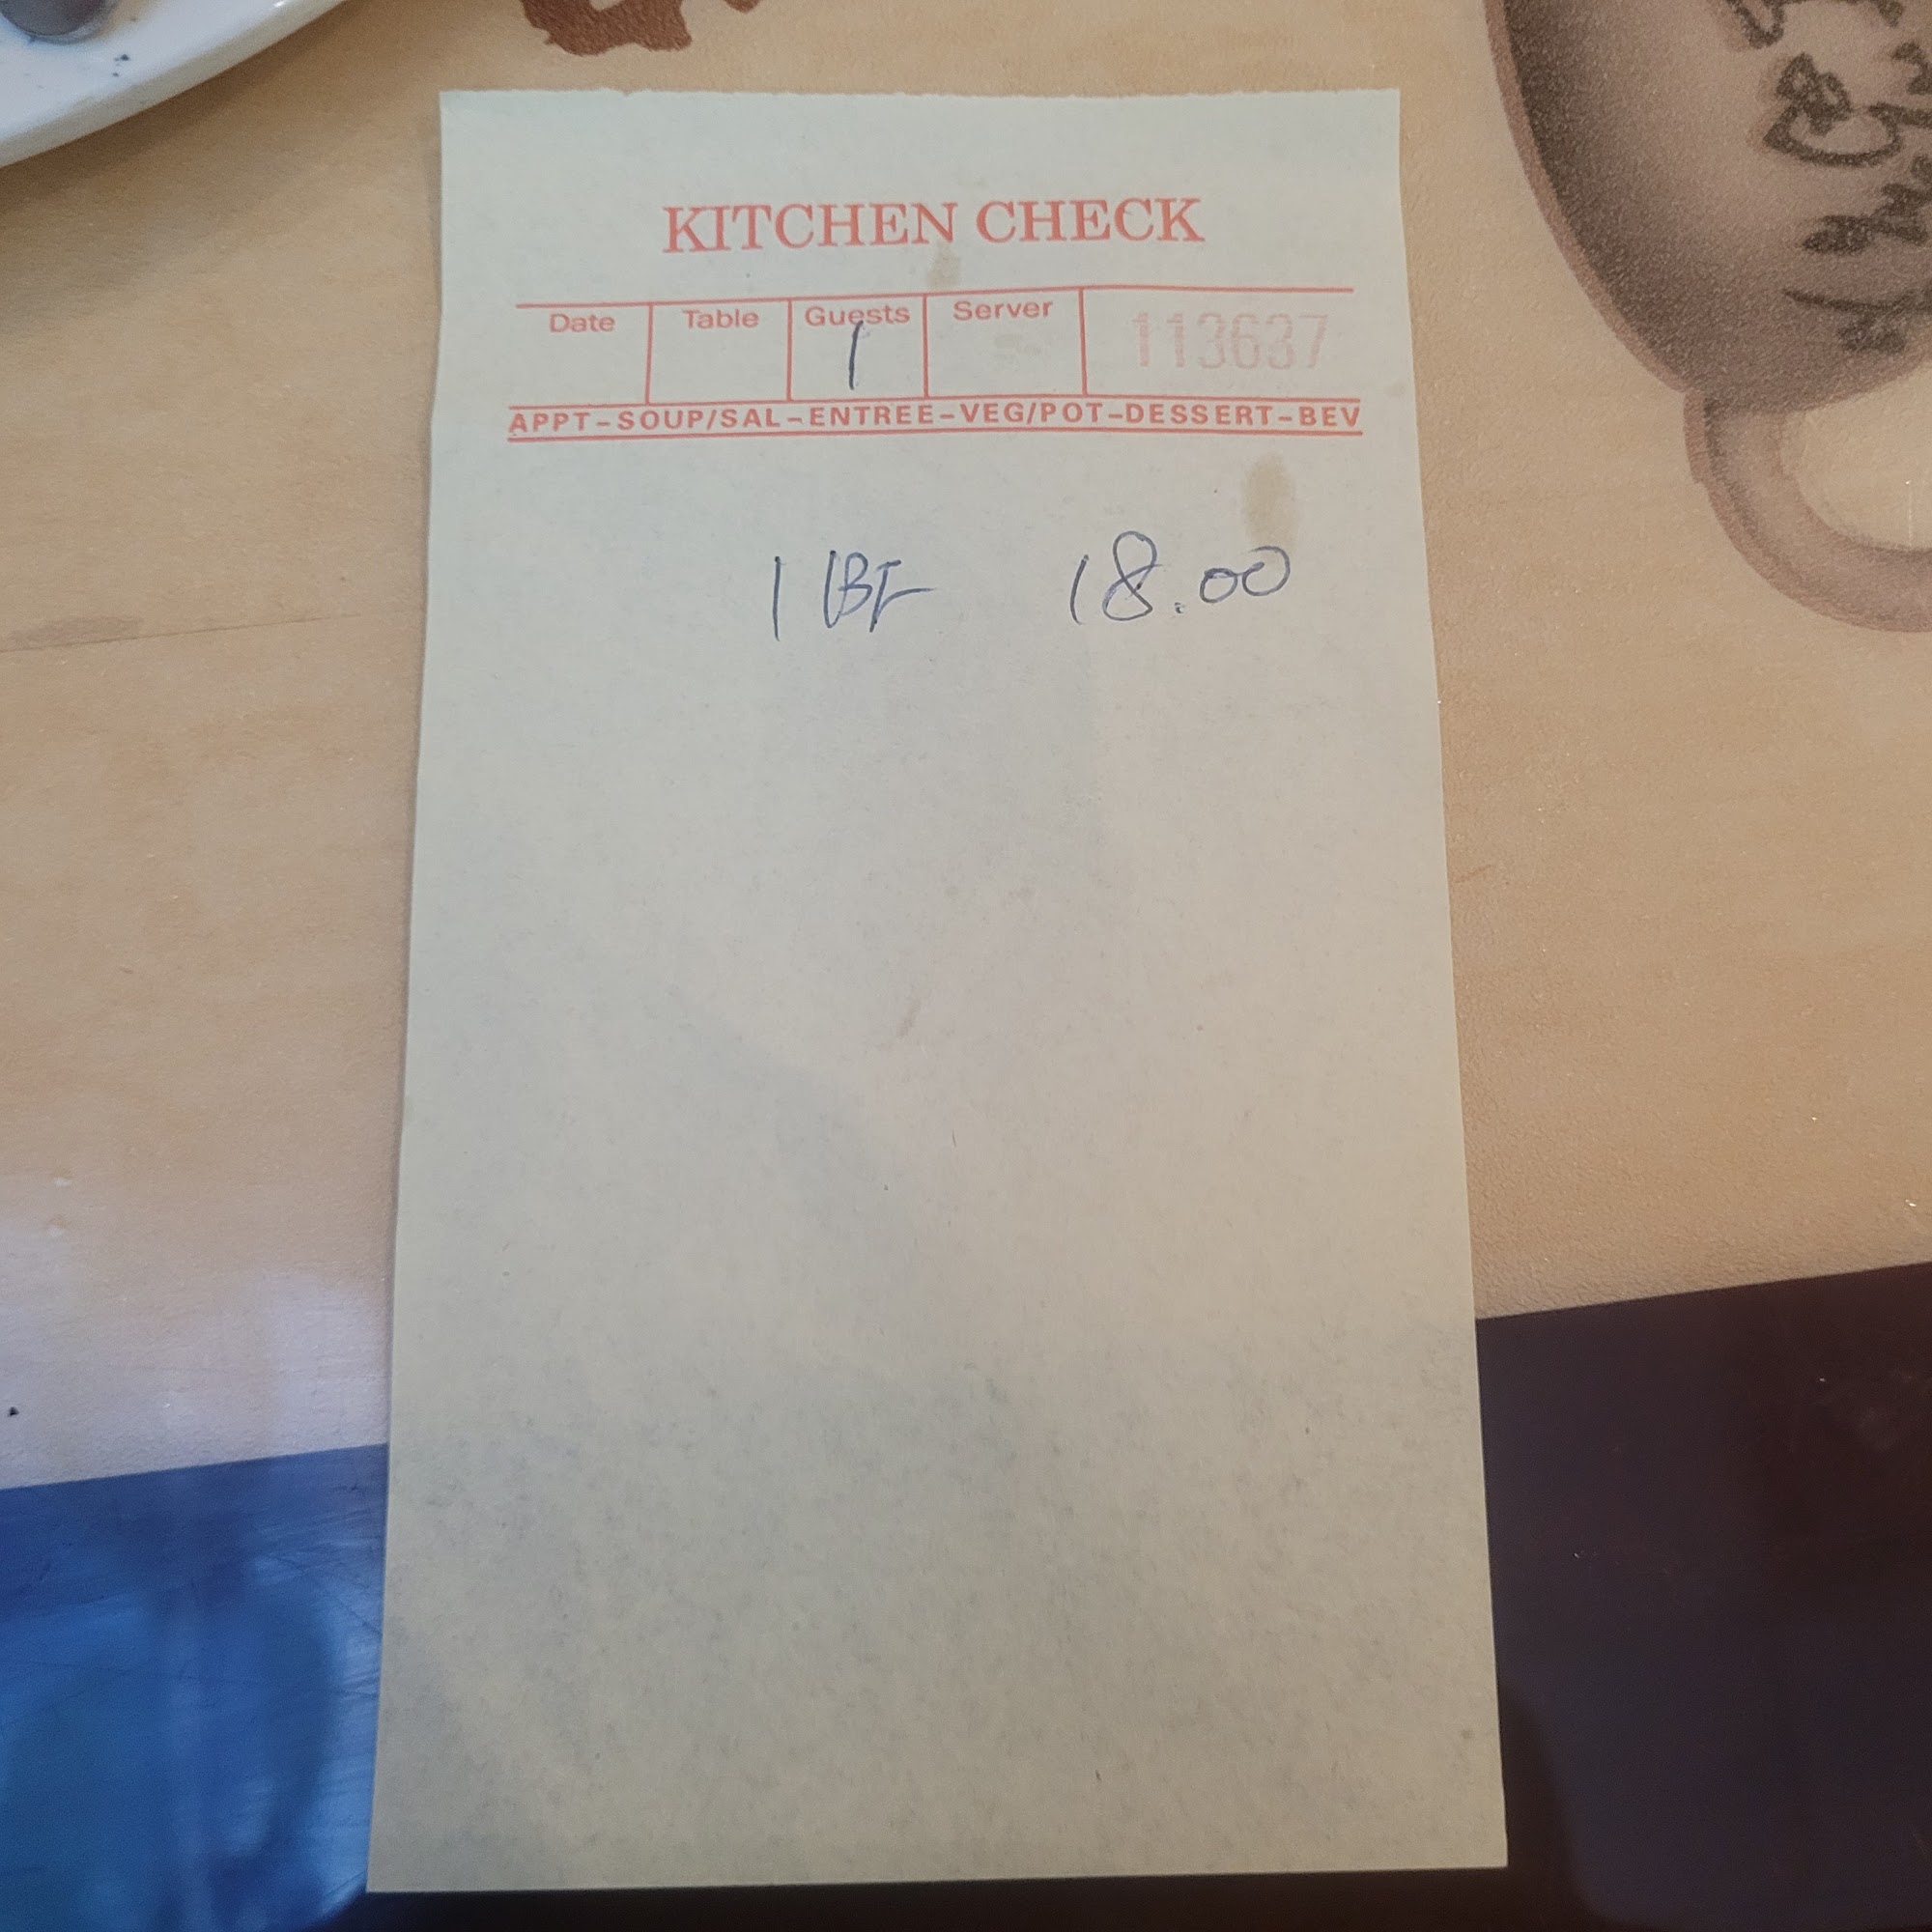 KITCHEN CHECK
Date Table Guests Server 113637
1
APPT-SOUP/SAL-ENTREE-VEG/POT-DESSERT-BEV
1 BF 18.00